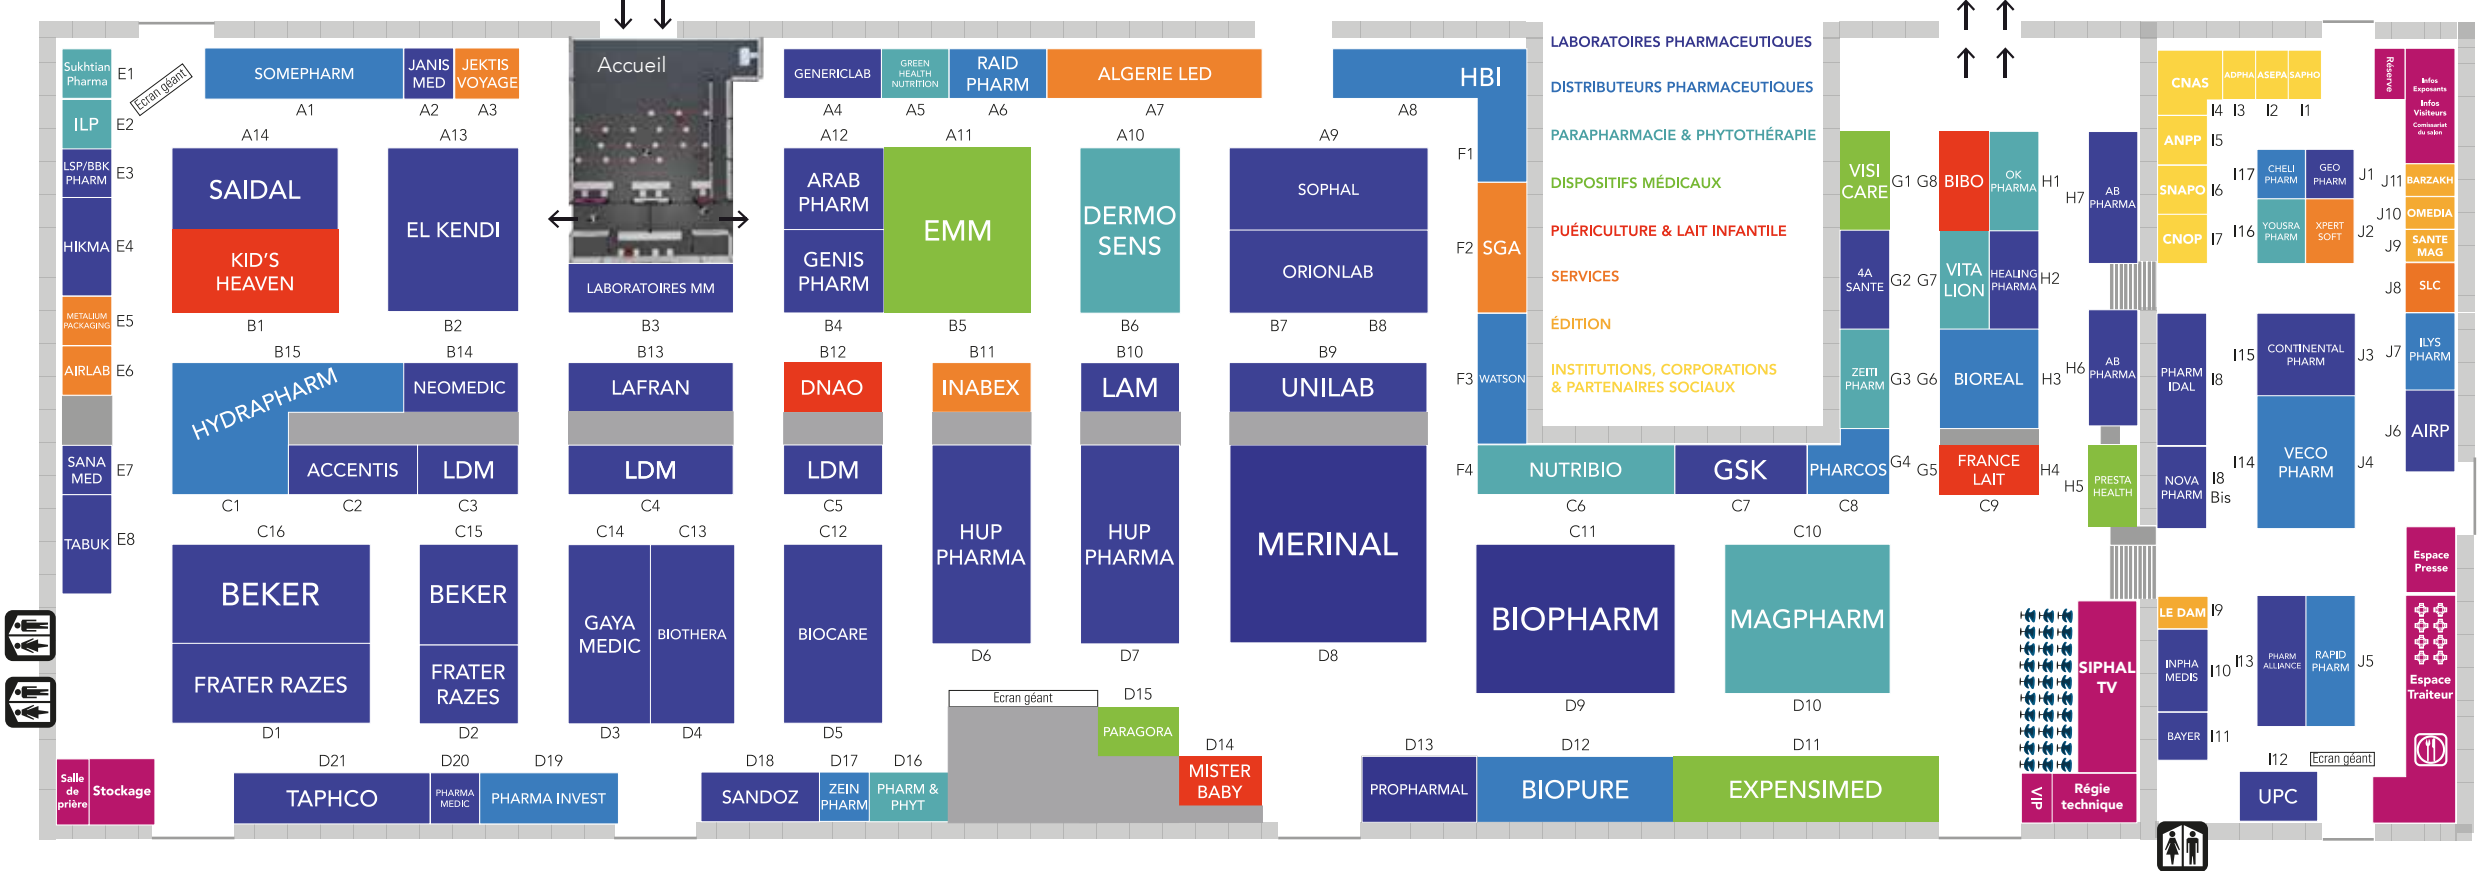 LABORATOIRES PHARMACEUTIQUES
DISTRIBUTEURS PHARMACEUTIQUES
PARAPHARMACIE & PHYTOTHÉRAPIE
DISPOSITIFS MÉDICAUX
PUÉRICULTURE & LAIT INFANTILE
SERVICES
ÉDITION
INSTITUTIONS, CORPORATIONS
& PARTENAIRES SOCIAUX
Sukhtian
Pharma
E1
ILP
E2
LSP/BBK
PHARM
E3
HIKMA
E4
METALIUM
PACKAGING
E5
AIRLAB
E6
SANA
MED
E7
TABUK
E8
Ecran géant
SOMEPHARM
A1
JANIS
MED
A2
JEKTIS
VOYAGE
A3
Accueil
GENERICLAB
A4
GREEN
HEALTH
NUTRITION
A5
RAID
PHARM
A6
ALGERIE LED
A7
HBI
A8
A14
SAIDAL
KID'S
HEAVEN
B1
A13
EL KENDI
B2
LABORATOIRES MM
B3
A12
ARAB
PHARM
GENIS
PHARM
B4
A11
EMM
B5
A10
DERMO
SENS
B6
A9
SOPHAL
ORIONLAB
B7
B8
F1
F2
SGA
F3
WATSON
F4
B15
HYDRAPHARM
C1
B14
NEOMEDIC
ACCENTIS
C2
LDM
C3
B13
LAFRAN
LDM
C4
B12
DNAO
LDM
C5
B11
INABEX
HUP
PHARMA
D6
B10
LAM
HUP
PHARMA
D7
B9
UNILAB
MERINAL
D8
NUTRIBIO
C6
GSK
C7
PHARCOS
C8
G4
VISI
CARE
G1
4A
SANTE
G2
ZEITI
PHARM
G3
G8
BIBO
OK
PHARMA
H1
G7
VITA
LION
HEALING
PHARMA
H2
G6
BIOREAL
H3
G5
FRANCE
LAIT
H4
C9
H7
AB
PHARMA
H6
AB
PHARMA
H5
PRESTA
HEALTH
C16
BEKER
FRATER RAZES
D1
C15
BEKER
FRATER
RAZES
D2
C14
GAYA
MEDIC
D3
C13
BIOTHERA
D4
C12
BIOCARE
D5
C11
BIOPHARM
D9
C10
MAGPHARM
D10
Salle
de
prière
Stockage
D21
TAPHCO
D20
PHARMA
MEDIC
D19
PHARMA INVEST
D18
SANDOZ
D17
ZEIN
PHARM
D16
PHARM &
PHYT
Ecran géant
D15
PARAGORA
D14
MISTER
BABY
D13
PROPHARMAL
D12
BIOPURE
D11
EXPENSIMED
SIPHAL
TV
VIP
Régie
technique
CNAS
I4
ADPHA
I3
ASEPA
I2
SAPHO
I1
ANPP
I5
SNAPO
I6
CNOP
I7
I17
CHELI
PHARM
GEO
PHARM
J1
I16
YOUSRA
PHARM
XPERT
SOFT
J2
Réserve
Infos
Exposants
Infos
Visiteurs
Comissariat
du salon
J11
BARZAKH
J10
OMEDIA
J9
SANTE
MAG
J8
SLC
J7
ILYS
PHARM
J6
AIRP
PHARM
IDAL
I8
NOVA
PHARM
I8
Bis
I15
CONTINENTAL
PHARM
J3
I14
VECO
PHARM
J4
LE DAM
I9
INPHA
MEDIS
I10
BAYER
I11
I13
PHARM
ALLIANCE
RAPID
PHARM
J5
I12
Ecran géant
UPC
Espace
Presse
Espace
Traiteur